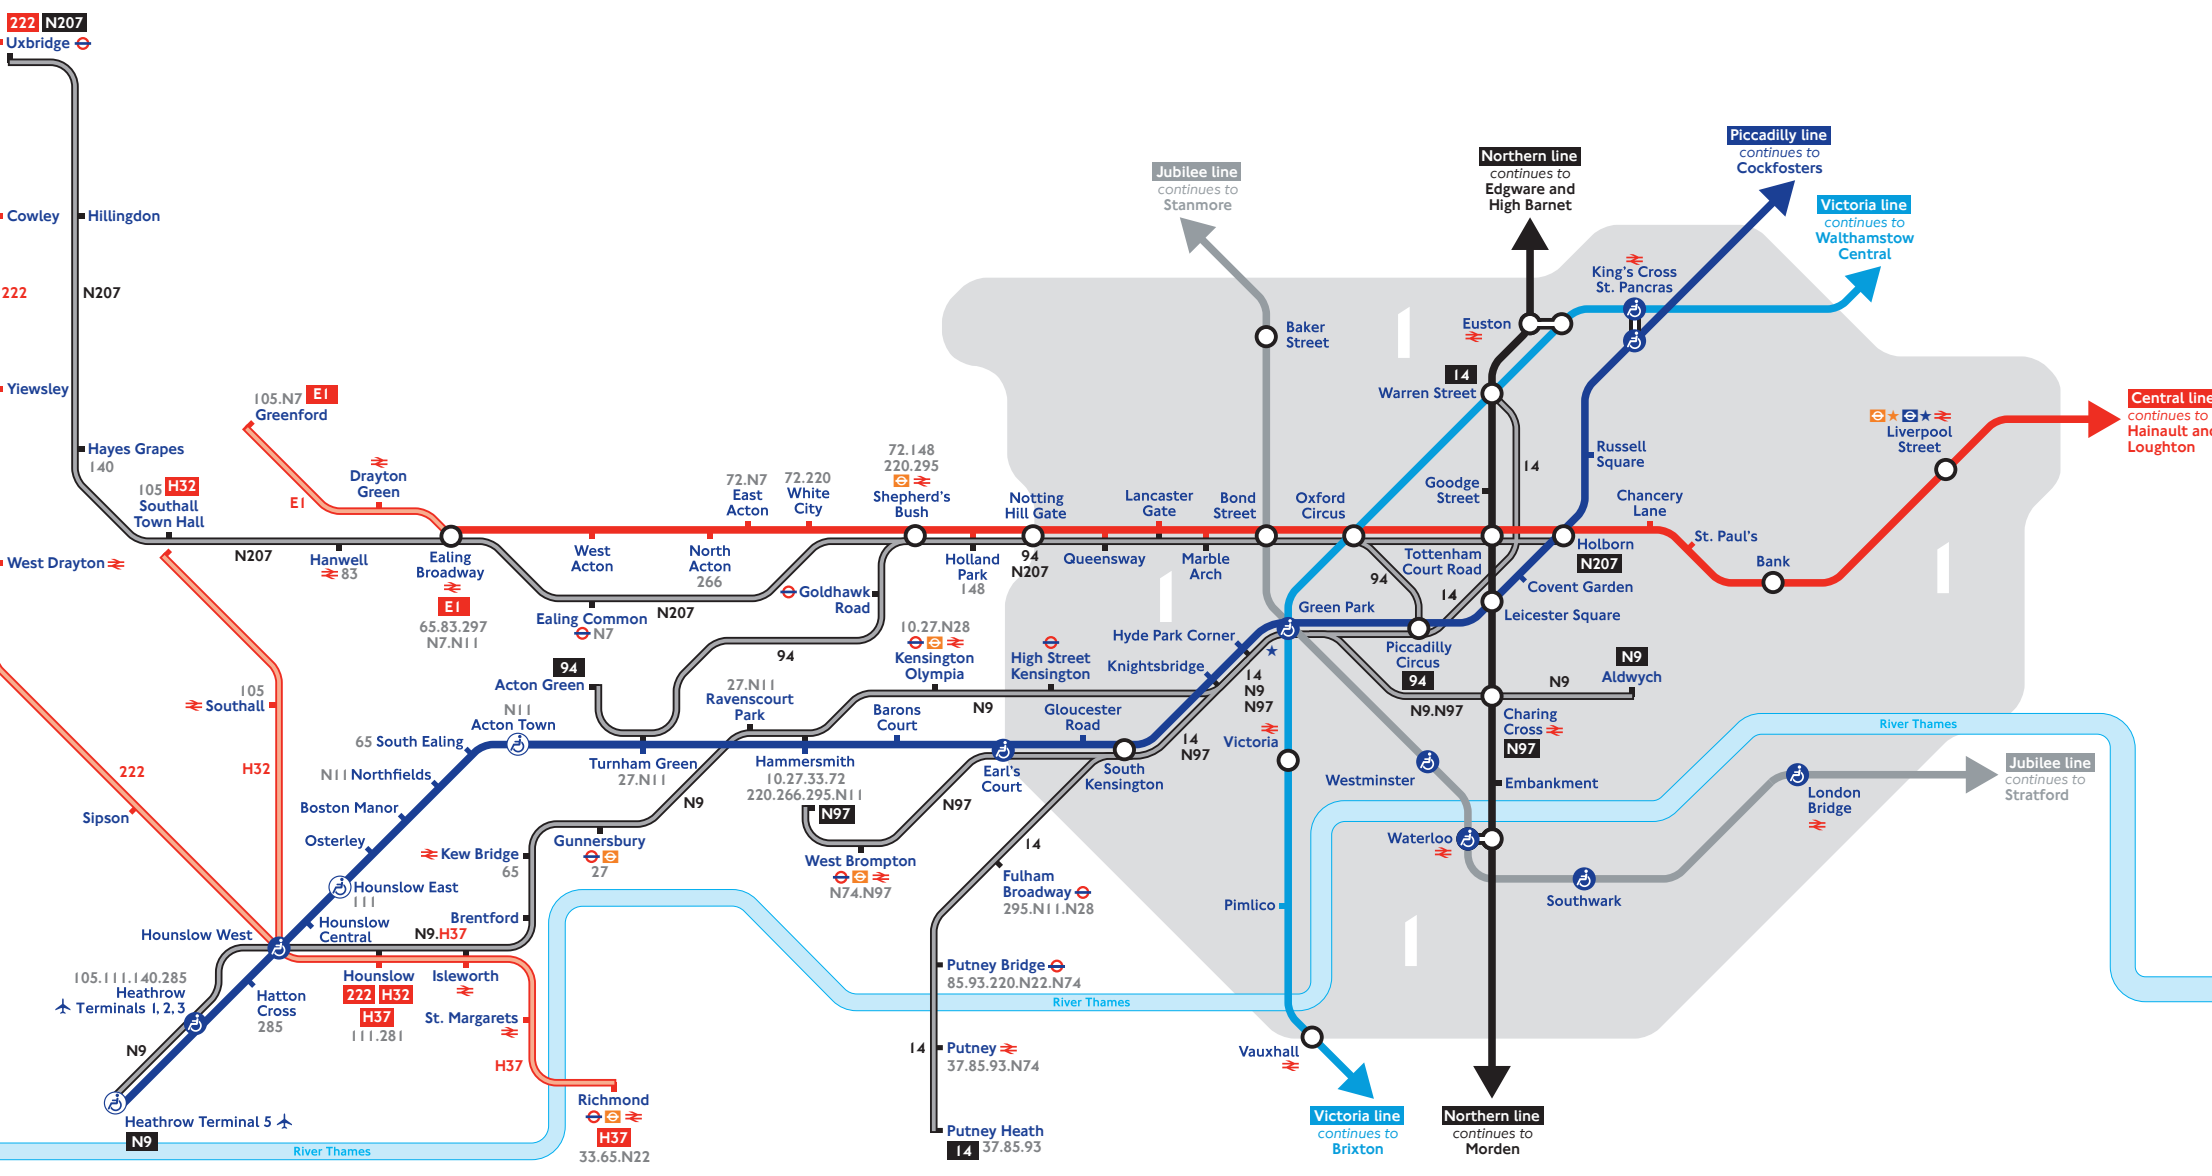 222 N207
Uxbridge
Cowley
Hillingdon
222
N207
Yiewsley
Hayes Grapes
140
105 H32
Southall
Town Hall
West Drayton
N207
105.N7 E1
Greenford
E1
Drayton
Green
Hanwell
83
Ealing
Broadway
E1
65.83.297
N7.N11
West
Acton
North
Acton
266
72.N7
East
Acton
72.220
White
City
72.148
220.295
Shepherd's
Bush
Ealing Common
N7
N207
Goldhawk
Road
94
Acton Green
94
Notting
Hill Gate
94
N207
Holland
Park
148
Queensway
Lancaster
Gate
Marble
Arch
Bond
Street
Oxford
Circus
Tottenham
Court Road
Holborn
N207
Chancery
Lane
St. Paul's
Bank
Liverpool
Street
Central line
continues to
Hainault and
Loughton
Jubilee line
continues to
Stanmore
Northern line
continues to
Edgware and
High Barnet
Piccadilly line
continues to
Cockfosters
Victoria line
continues to
Walthamstow
Central
King's Cross
St. Pancras
Euston
Baker
Street
1
14
Warren Street
Goodge
Street
14
Russell
Square
1
1
94
14
Covent Garden
Leicester Square
Green Park
Hyde Park Corner
Knightsbridge
Piccadilly
Circus
94
14
N9
N97
N9.N97
N9
N9
Aldwych
Charing
Cross
N97
Embankment
Victoria
Westminster
Waterloo
Southwark
London
Bridge
Jubilee line
continues to
Stratford
River Thames
Pimlico
1
Vauxhall
Victoria line
continues to
Brixton
Northern line
continues to
Morden
10.27.N28
Kensington
Olympia
High Street
Kensington
N9
27.N11
Ravenscourt
Park
Barons
Court
Gloucester
Road
14
N97
South
Kensington
Earl's
Court
N97
Hammersmith
10.27.33.72
220.266.295.N11
N97
West Brompton
N74.N97
Turnham Green
27.N11
N11
Acton Town
65 South Ealing
N11 Northfields
Boston Manor
Osterley
Hounslow East
111
Hounslow
Central
Hounslow West
105
Southall
H32
222
Sipson
N9
Gunnersbury
27
Kew Bridge
65
Brentford
N9.H37
Hounslow
222 H32
H37
111.281
Isleworth
St. Margarets
H37
Richmond
H37
33.65.N22
105.111.140.285
Heathrow
Terminals 1, 2, 3
Hatton
Cross
285
N9
Heathrow Terminal 5
N9
River Thames
14
Fulham
Broadway
295.N11.N28
Putney Bridge
85.93.220.N22.N74
River Thames
14
Putney
37.85.93.N74
Putney Heath
14 37.85.93